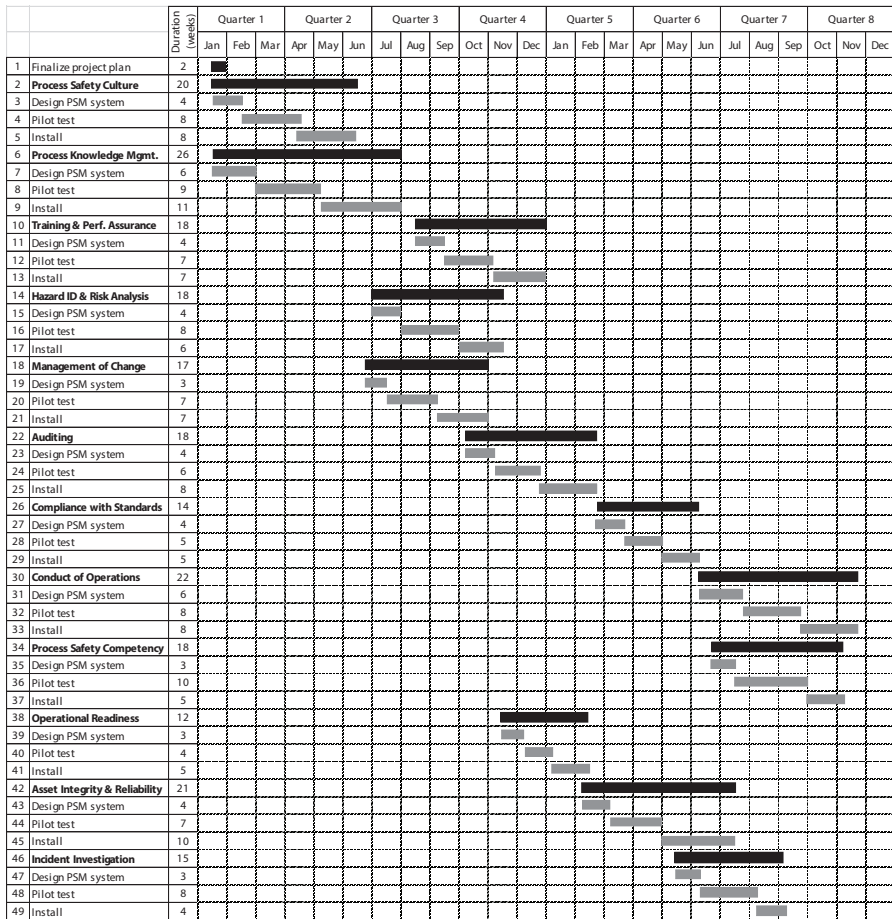 Duration (weeks)
Quarter 1 Quarter 2 Quarter 3 Quarter 4 Quarter 5 Quarter 6 Quarter 7 Quarter 8
Jan Feb Mar Apr May Jun Jul Aug Sep Oct Nov Dec Jan Feb Mar Apr May Jun Jul Aug Sep Oct Nov Dec
1 Finalize project plan 2
2 Process Safety Culture 20
3 Design PSM system 4
4 Pilot test 8
5 Install 8
6 Process Knowledge Mgmt. 26
7 Design PSM system 6
8 Pilot test 9
9 Install 11
10 Training & Perf. Assurance 18
11 Design PSM system 4
12 Pilot test 7
13 Install 7
14 Hazard ID & Risk Analysis 18
15 Design PSM system 4
16 Pilot test 8
17 Install 6
18 Management of Change 17
19 Design PSM system 3
20 Pilot test 7
21 Install 7
22 Auditing 18
23 Design PSM system 4
24 Pilot test 6
25 Install 8
26 Compliance with Standards 14
27 Design PSM system 4
28 Pilot test 5
29 Install 5
30 Conduct of Operations 22
31 Design PSM system 6
32 Pilot test 8
33 Install 8
34 Process Safety Competency 18
35 Design PSM system 3
36 Pilot test 10
37 Install 5
38 Operational Readiness 12
39 Design PSM system 3
40 Pilot test 4
41 Install 5
42 Asset Integrity & Reliability 21
43 Design PSM system 4
44 Pilot test 7
45 Install 10
46 Incident Investigation 15
47 Design PSM system 3
48 Pilot test 8
49 Install 4